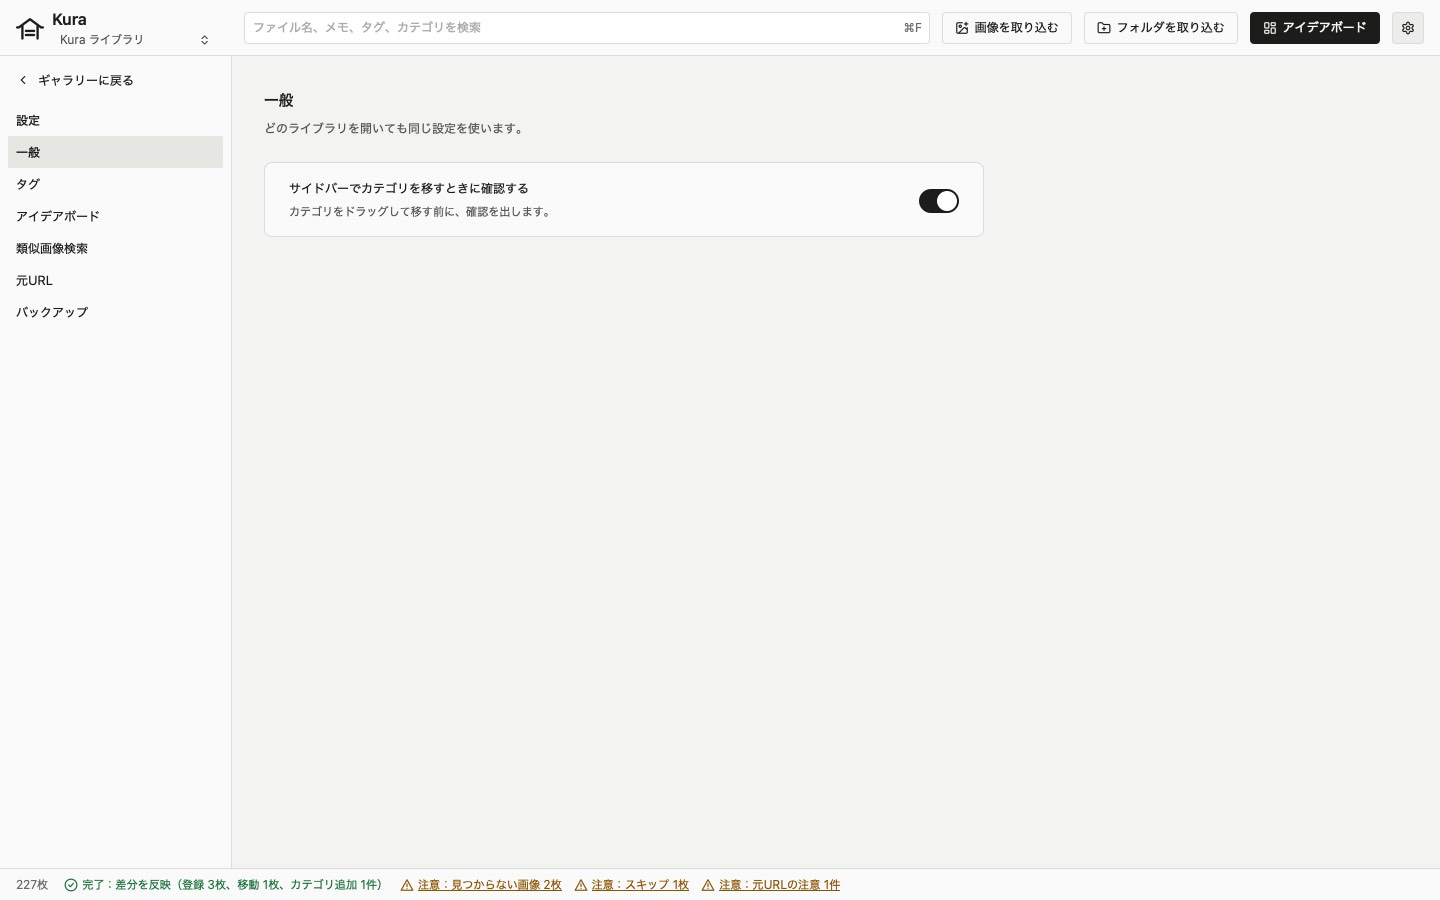 Kura
Kura ライブラリ
ファイル名、メモ、タグ、カテゴリを検索
⌘F
画像を取り込む
フォルダを取り込む
アイデアボード
ギャラリーに戻る
設定
一般
タグ
アイデアボード
類似画像検索
元URL
バックアップ
一般
どのライブラリを開いても同じ設定を使います。
サイドバーでカテゴリを移すときに確認する
カテゴリをドラッグして移す前に、確認を出します。
227枚
完了：差分を反映（登録 3枚、移動 1枚、カテゴリ追加 1件）
注意：見つからない画像 2枚
注意：スキップ 1枚
注意：元URLの注意 1件